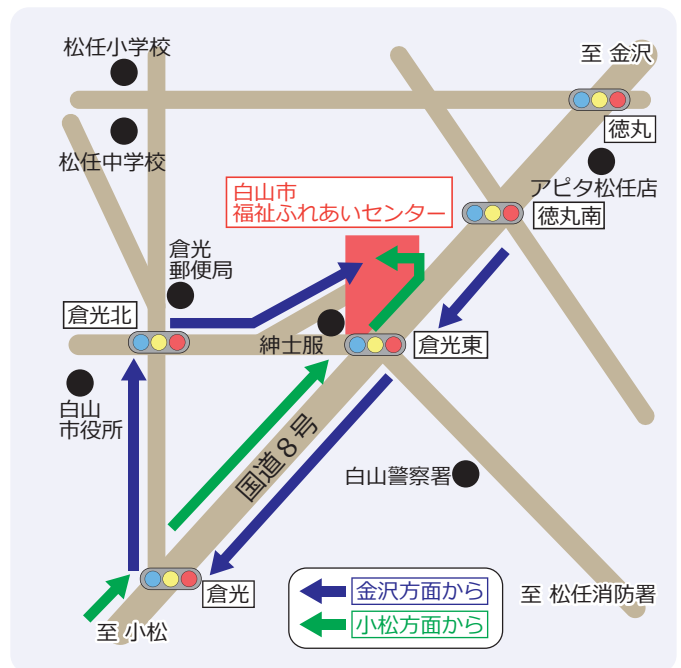 松任小学校
至 金沢
徳丸
松任中学校
アピタ松任店
白山市
福祉ふれあいセンター
徳丸南
倉光
郵便局
倉光北
紳士服
倉光東
白山
市役所
国道8号
白山警察署
倉光
金沢方面から
小松方面から
至 松任消防署
至 小松